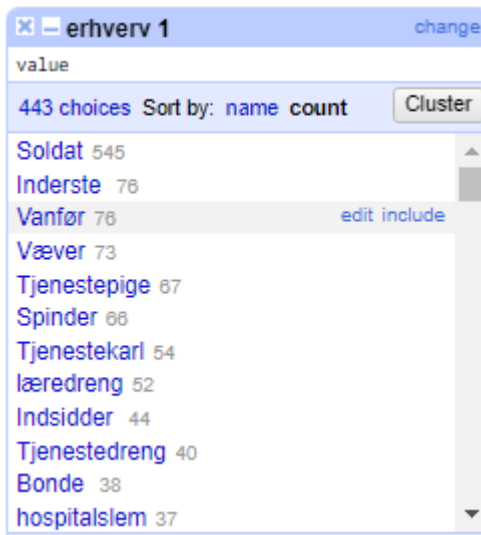 erhverv 1 change
value
443 choices Sort by: name count Cluster
Soldat 545
Inderste 76
Vanfør 76 edit include
Væver 73
Tjenestepige 67
Spinder 66
Tjenestekarl 54
læredreng 52
Indsidder 44
Tjenestedreng 40
Bonde 38
hospitalslem 37